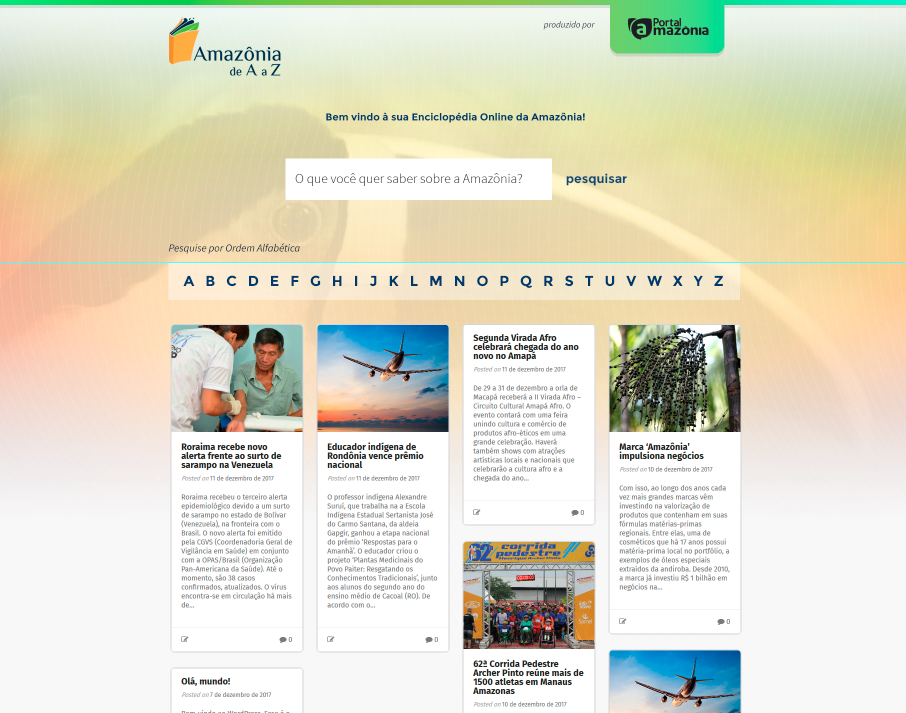 produzido por
Portal
amazônia
Amazônia
de A a Z
Bem vindo à sua Enciclopédia Online da Amazônia!
O que você quer saber sobre a Amazônia?
pesquisar
Pesquise por Ordem Alfabética
A B C D E F G H I J K L M N O P Q R S T U V W X Y Z
Roraima recebe novo
alerta frente ao surto de
sarampo na Venezuela
Posted on 11 de dezembro de 2017
Roraima recebeu o terceiro alerta
epidemiológico devido a um surto
de sarampo no estado de Bolívar
(Venezuela), na fronteira com o
Brasil. O novo alerta foi emitido
pela CGVS (Coordenadoria Geral de
Vigilância em Saúde) em conjunto
com a OPAS/Brasil (Organização
Pan-Americana da Saúde). Até o
momento, são 38 casos
confirmados, atualizados. O vírus
encontra-se em circulação há mais
de...
0
Olá, mundo!
Posted on 7 de dezembro de 2017
Educador indígena de
Rondônia vence prêmio
nacional
Posted on 11 de dezembro de 2017
O professor indígena Alexandre
Suruí, que trabalha na a Escola
Indígena Estadual Sertanista José
do Carmo Santana, da aldeia
Gapgir, ganhou a etapa nacional
do prêmio 'Respostas para o
Amanhã'. O educador criou o
projeto 'Plantas Medicinais do
Povo Paiter: Resgatando os
Conhecimentos Tradicionais', junto
aos alunos do segundo ano do
ensino médio de Cacoal (RO). De
acordo com o...
0
Segunda Virada Afro
celebrará chegada do ano
novo no Amapá
Posted on 11 de dezembro de 2017
De 29 a 31 de dezembro a orla de
Macapá receberá a II Virada Afro –
Circuito Cultural Amapá Afro. O
evento contará com uma feira
unindo cultura e comércio de
produtos afro-éticos em uma
grande celebração. Haverá
também shows com atrações
artísticas locais e nacionais que
celebrarão a cultura afro e a
chegada do ano...
0
62ª corrida
pedestre
62ª Corrida Pedestre
Archer Pinto reúne mais de
1500 atletas em Manaus
Amazonas
Posted on 10 de dezembro de 2017
Marca 'Amazônia'
impulsiona negócios
Posted on 10 de dezembro de 2017
Com isso, ao longo dos anos cada
vez mais grandes marcas vêm
investindo na valorização de
produtos que contenham em suas
fórmulas matérias-primas
regionais. Entre elas, uma de
cosméticos que há 17 anos possui
matéria-prima local no portfólio, a
exemplos de óleos especiais
extraídos da andiroba. Desde 2010,
a marca já investiu R$ 1 bilhão em
negócios na...
0